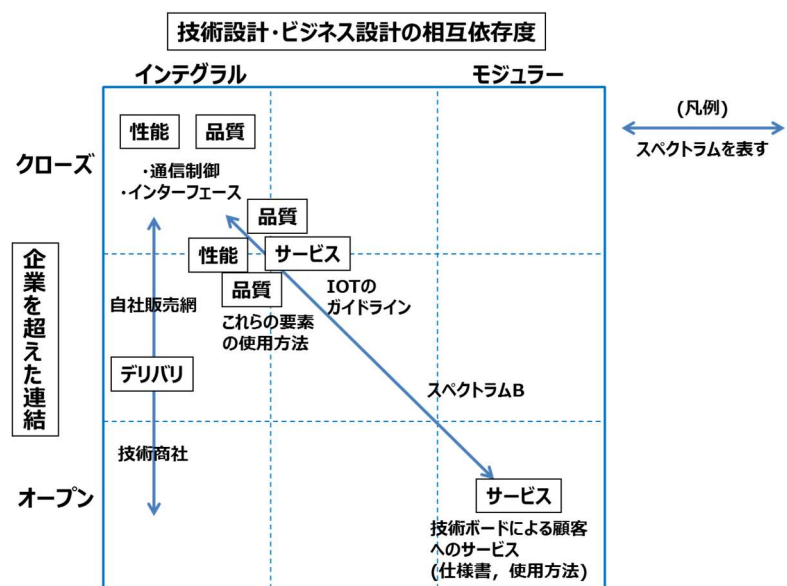 技術設計・ビジネス設計の相互依存度
インテグラル
モジュラー
(凡例)
スペクトラムを表す
クローズ
性能
品質
・通信制御
・インターフェース
品質
性能
サービス
品質
IOTの
ガイドライン
これらの要素
の使用方法
企業を超えた連結
自社販売網
デリバリ
スペクトラムB
技術商社
オープン
サービス
技術ボードによる顧客
へのサービス
(仕様書，使用方法)